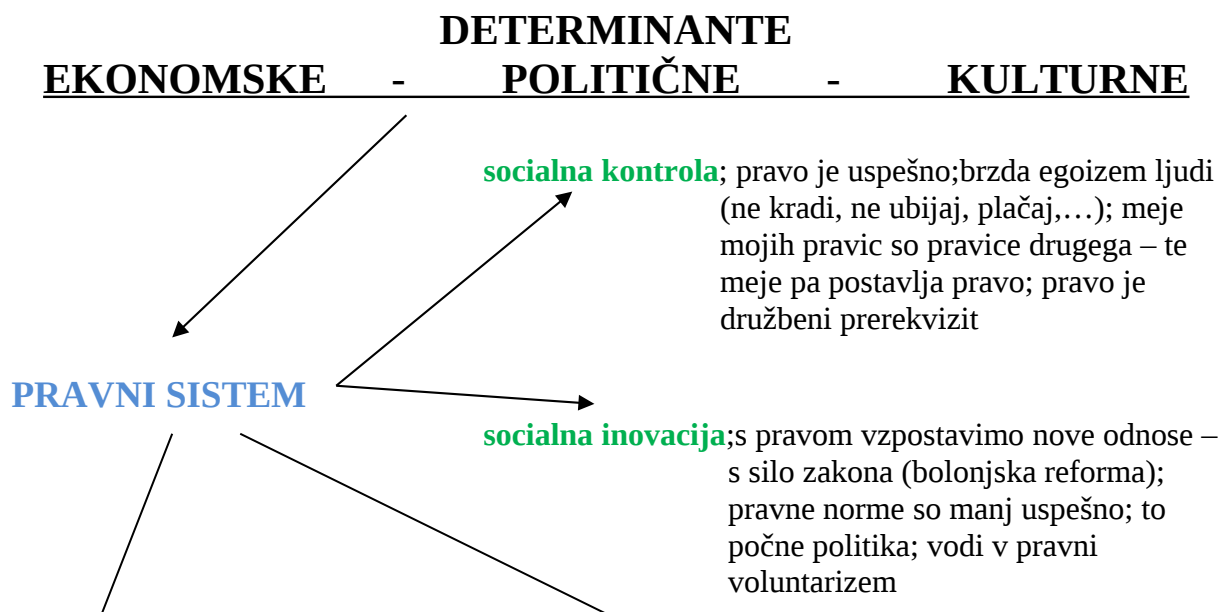 DETERMINANTE
EKONOMSKE - POLITIČNE - KULTURNE
socialna kontrola; pravo je uspešno;brzda egoizem ljudi
(ne kradi, ne ubijaj, plačaj,…); meje
mojih pravic so pravice drugega – te
meje pa postavlja pravo; pravo je
družbeni prerekvizit
PRAVNI SISTEM
socialna inovacija;s pravom vzpostavimo nove odnose –
s silo zakona (bolonjska reforma);
pravne norme so manj uspešno; to
počne politika; vodi v pravni
voluntarizem